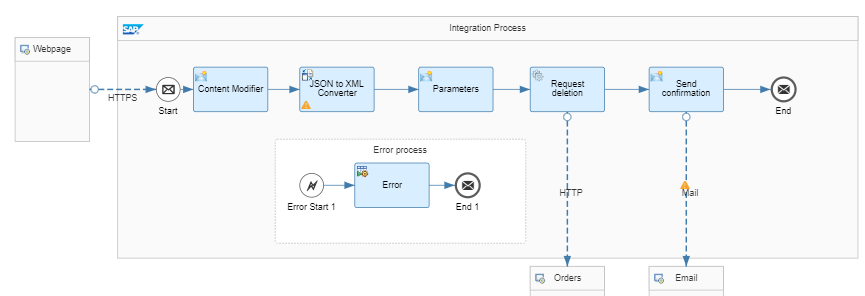 SAP
Integration Process
Webpage
HTTPS
Start
Content Modifier
JSON to XML
Converter
Parameters
Request
deletion
Send
confirmation
End
Error process
Error Start 1
Error
End 1
HTTP
Mail
Orders
Email